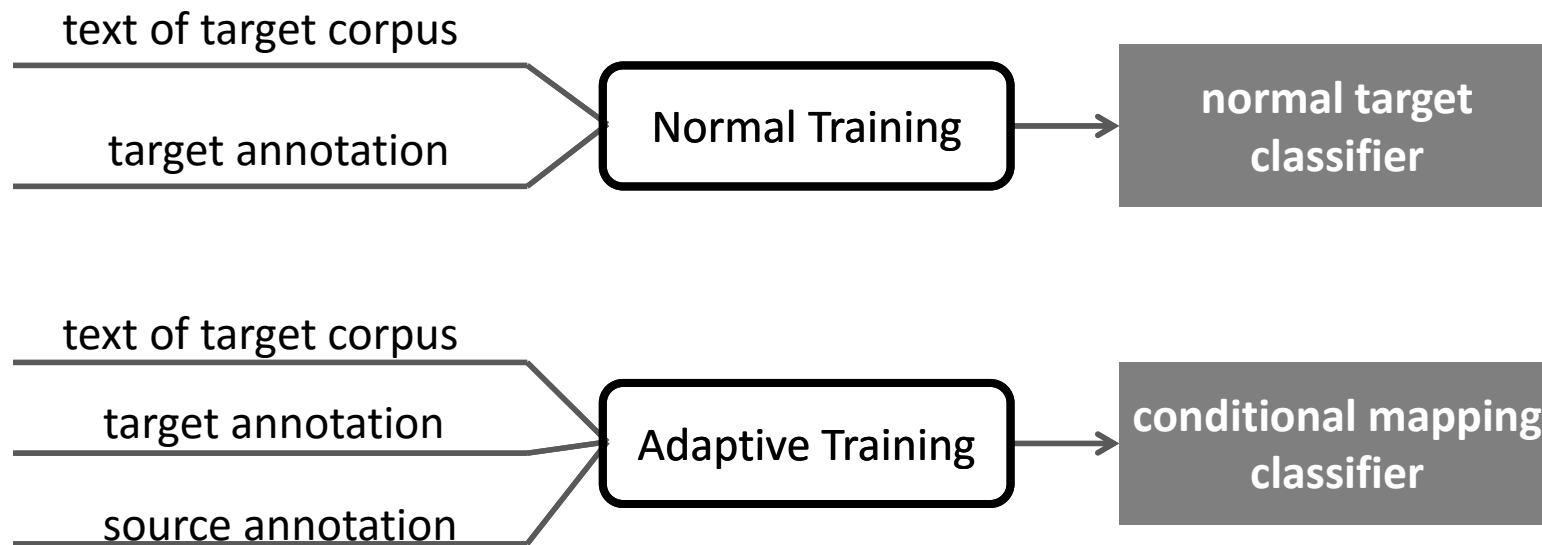 text of target corpus
target annotation
Normal Training
normal target
classifier
text of target corpus
target annotation
source annotation
Adaptive Training
conditional mapping
classifier